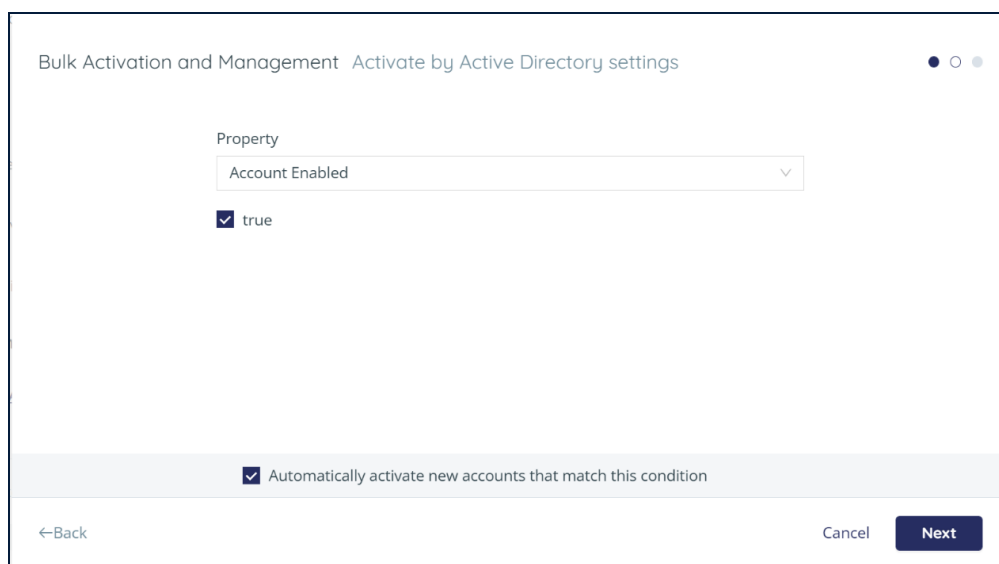 Bulk Activation and Management Activate by Active Directory settings
Property
Account Enabled
true
Automatically activate new accounts that match this condition
←Back Cancel Next